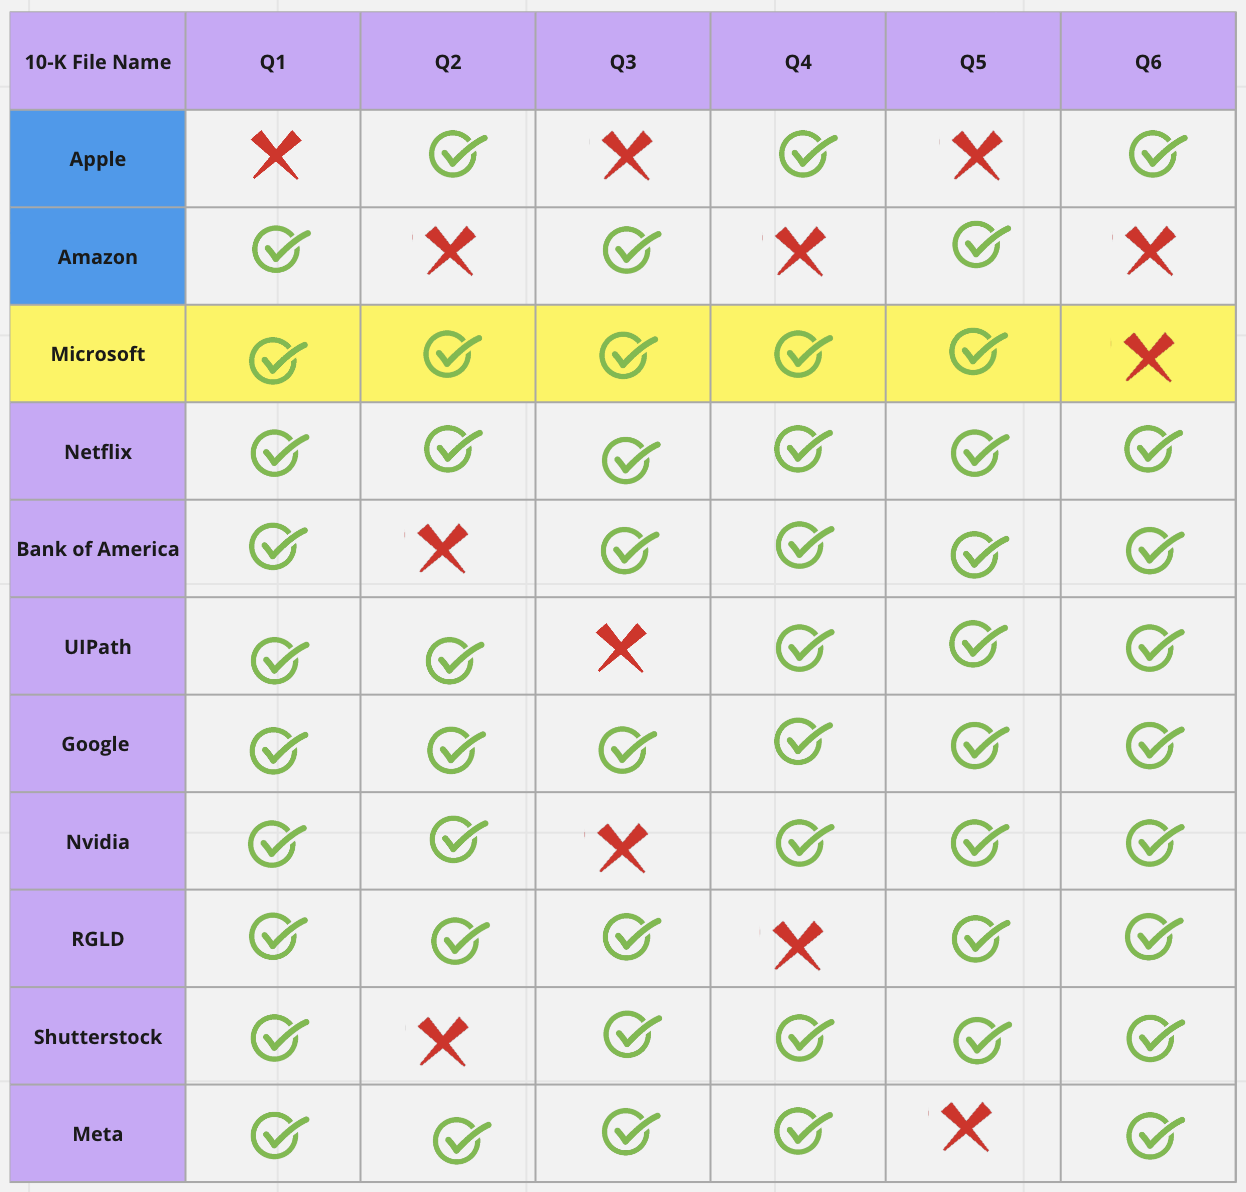 10-K File Name Q1 Q2 Q3 Q4 Q5 Q6
Apple
Amazon
Microsoft
Netflix
Bank of America
UIPath
Google
Nvidia
RGLD
Shutterstock
Meta